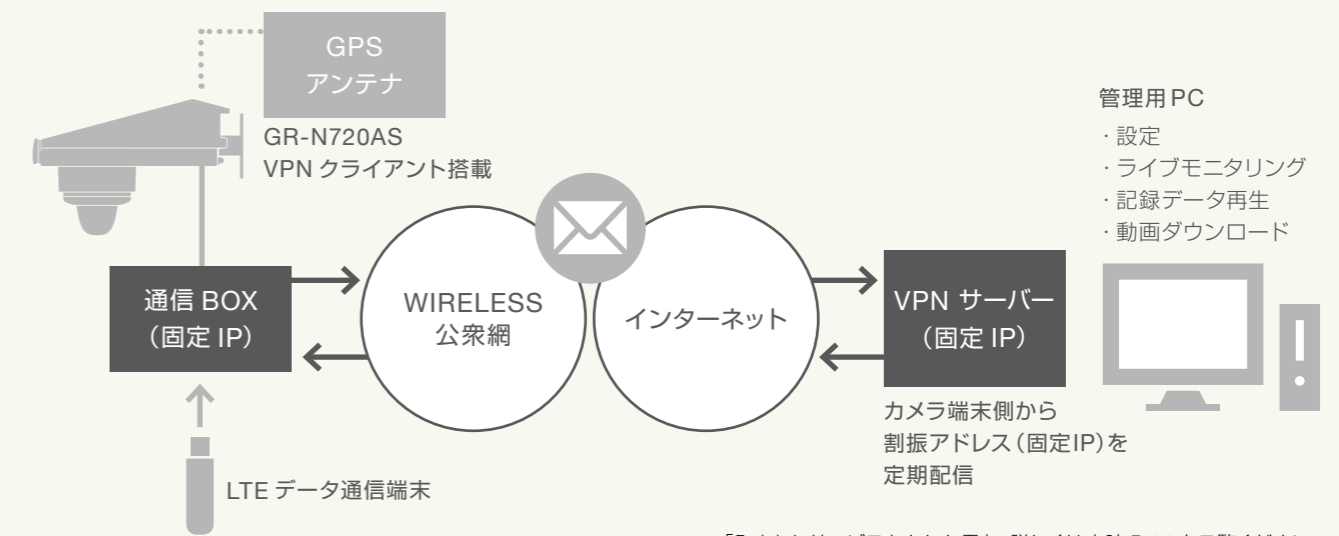 GPS
アンテナ
GR-N720AS
VPN クライアント搭載
通信 BOX
（固定 IP）
LTE データ通信端末
WIRELESS
公衆網
インターネット
VPN サーバー
（固定 IP）
カメラ端末側から
割振アドレス（固定IP）を
定期配信
管理用PC
・設定
・ライブモニタリング
・記録データ再生
・動画ダウンロード